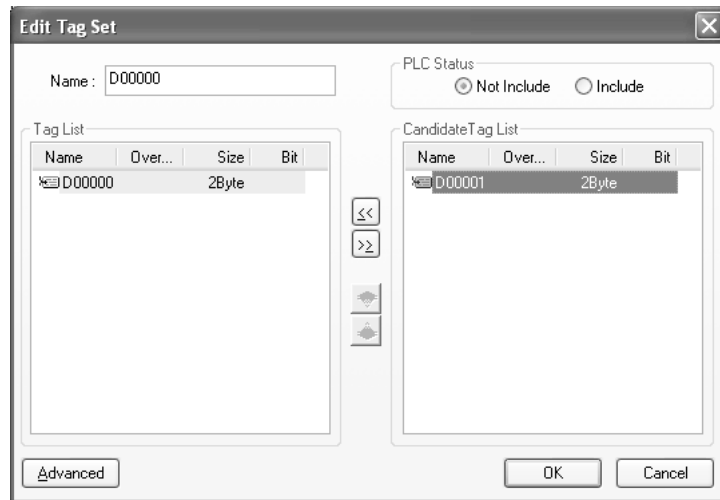 Edit Tag Set
Name : D00000
PLC Status
Not Include Include
Tag List
Name Over... Size Bit
D00000 2Byte
<<
>>
CandidateTag List
Name Over... Size Bit
D00001 2Byte
Advanced
OK Cancel